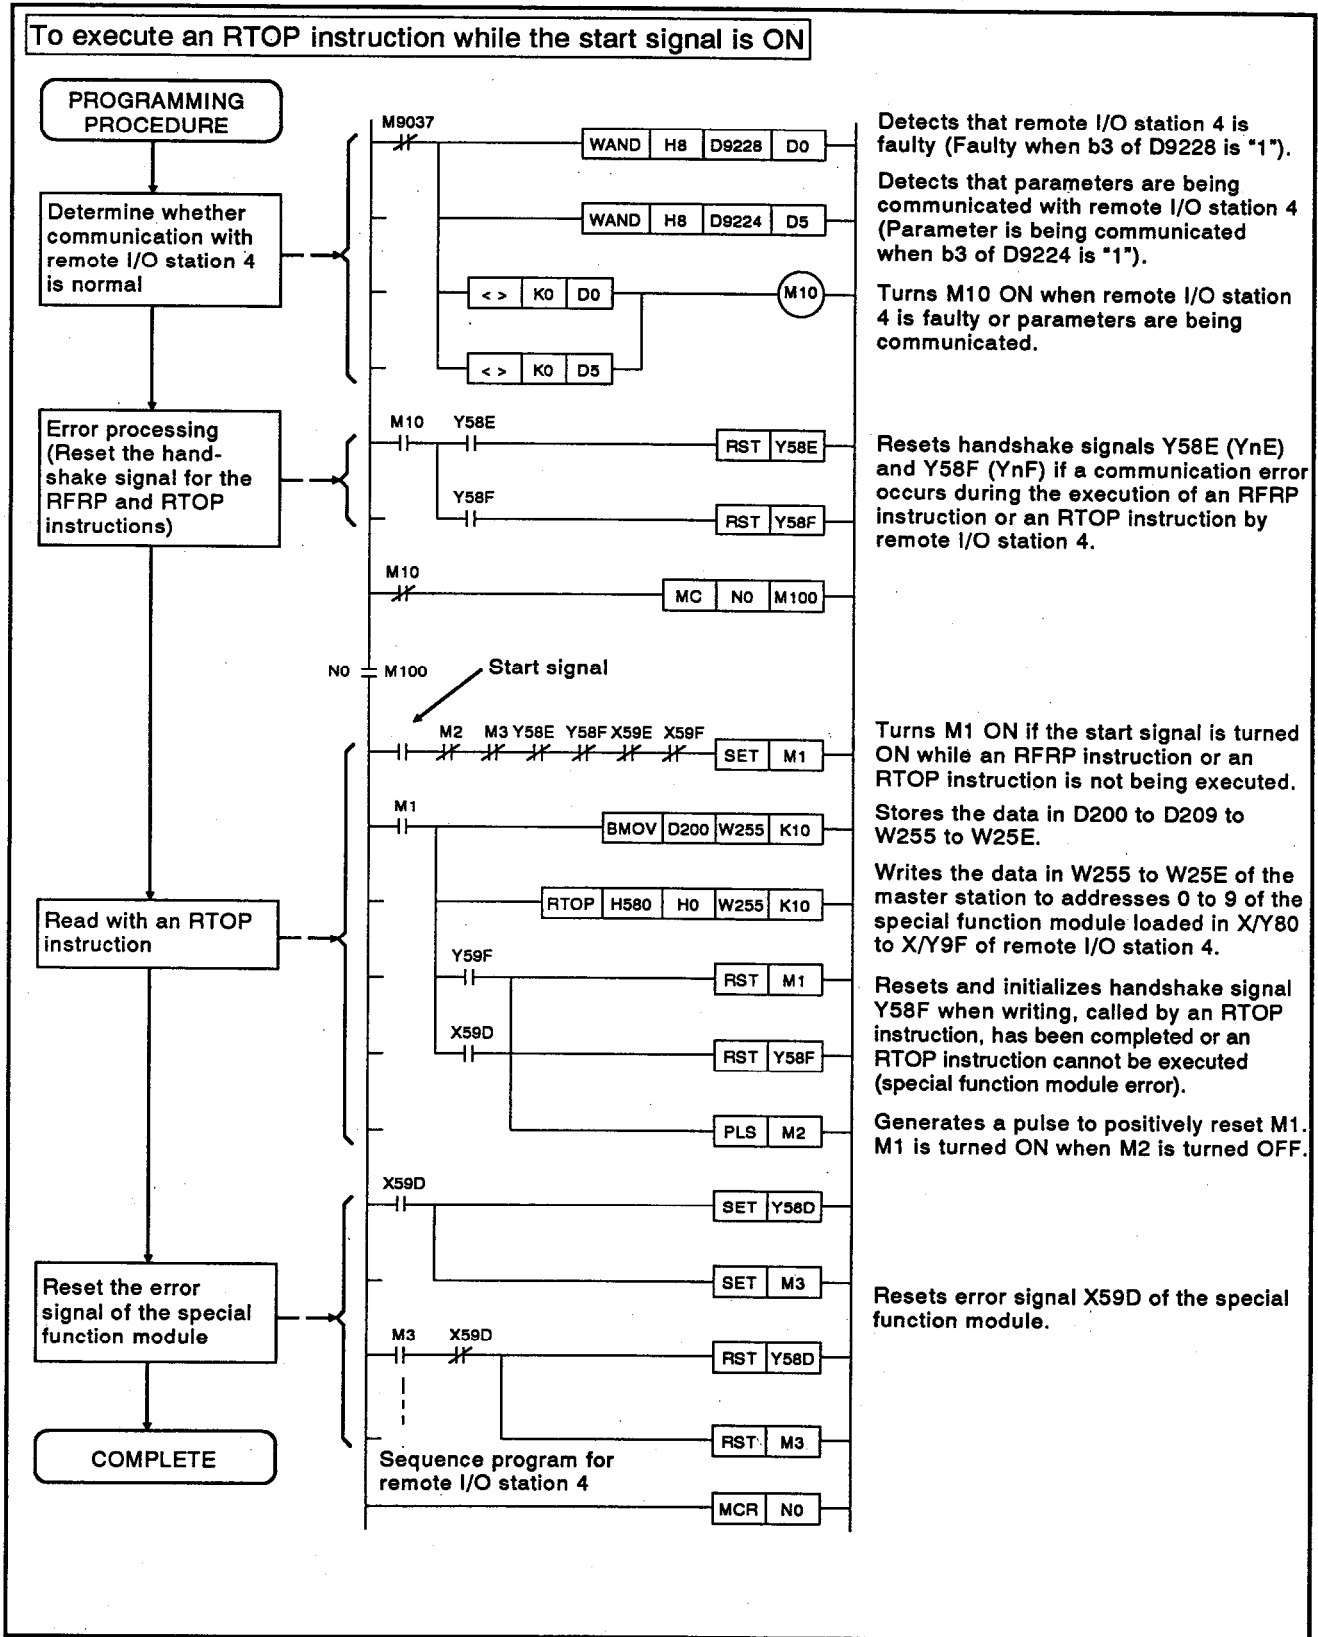 To execute an RTOP instruction while the start signal is ON
PROGRAMMING
PROCEDURE
Determine whether
communication with
remote I/O station 4
is normal
Error processing
(Reset the hand-
shake signal for the
RFRP and RTOP
instructions)
Read with an RTOP
instruction
Reset the error
signal of the special
function module
COMPLETE
M9037
WAND H8 D9228 D0
WAND H8 D9224 D5
< > K0 D0
M10
< > K0 D5
M10 Y58E
RST Y58E
Y58F
RST Y58F
M10
MC N0 M100
N0 M100
Start signal
M2 M3 Y58E Y58F X59E X59F
SET M1
M1
BMOV D200 W255 K10
RTOP H580 H0 W255 K10
Y59F
RST M1
X59D
RST Y58F
PLS M2
X59D
SET Y58D
SET M3
M3 X59D
RST Y58D
RST M3
Sequence program for
remote I/O station 4
MCR N0
Detects that remote I/O station 4 is
faulty (Faulty when b3 of D9228 is "1").
Detects that parameters are being
communicated with remote I/O station 4
(Parameter is being communicated
when b3 of D9224 is "1").
Turns M10 ON when remote I/O station
4 is faulty or parameters are being
communicated.
Resets handshake signals Y58E (YnE)
and Y58F (YnF) if a communication error
occurs during the execution of an RFRP
instruction or an RTOP instruction by
remote I/O station 4.
Turns M1 ON if the start signal is turned
ON while an RFRP instruction or an
RTOP instruction is not being executed.
Stores the data in D200 to D209 to
W255 to W25E.
Writes the data in W255 to W25E of the
master station to addresses 0 to 9 of the
special function module loaded in X/Y80
to X/Y9F of remote I/O station 4.
Resets and initializes handshake signal
Y58F when writing, called by an RTOP
instruction, has been completed or an
RTOP instruction cannot be executed
(special function module error).
Generates a pulse to positively reset M1.
M1 is turned ON when M2 is turned OFF.
Resets error signal X59D of the special
function module.